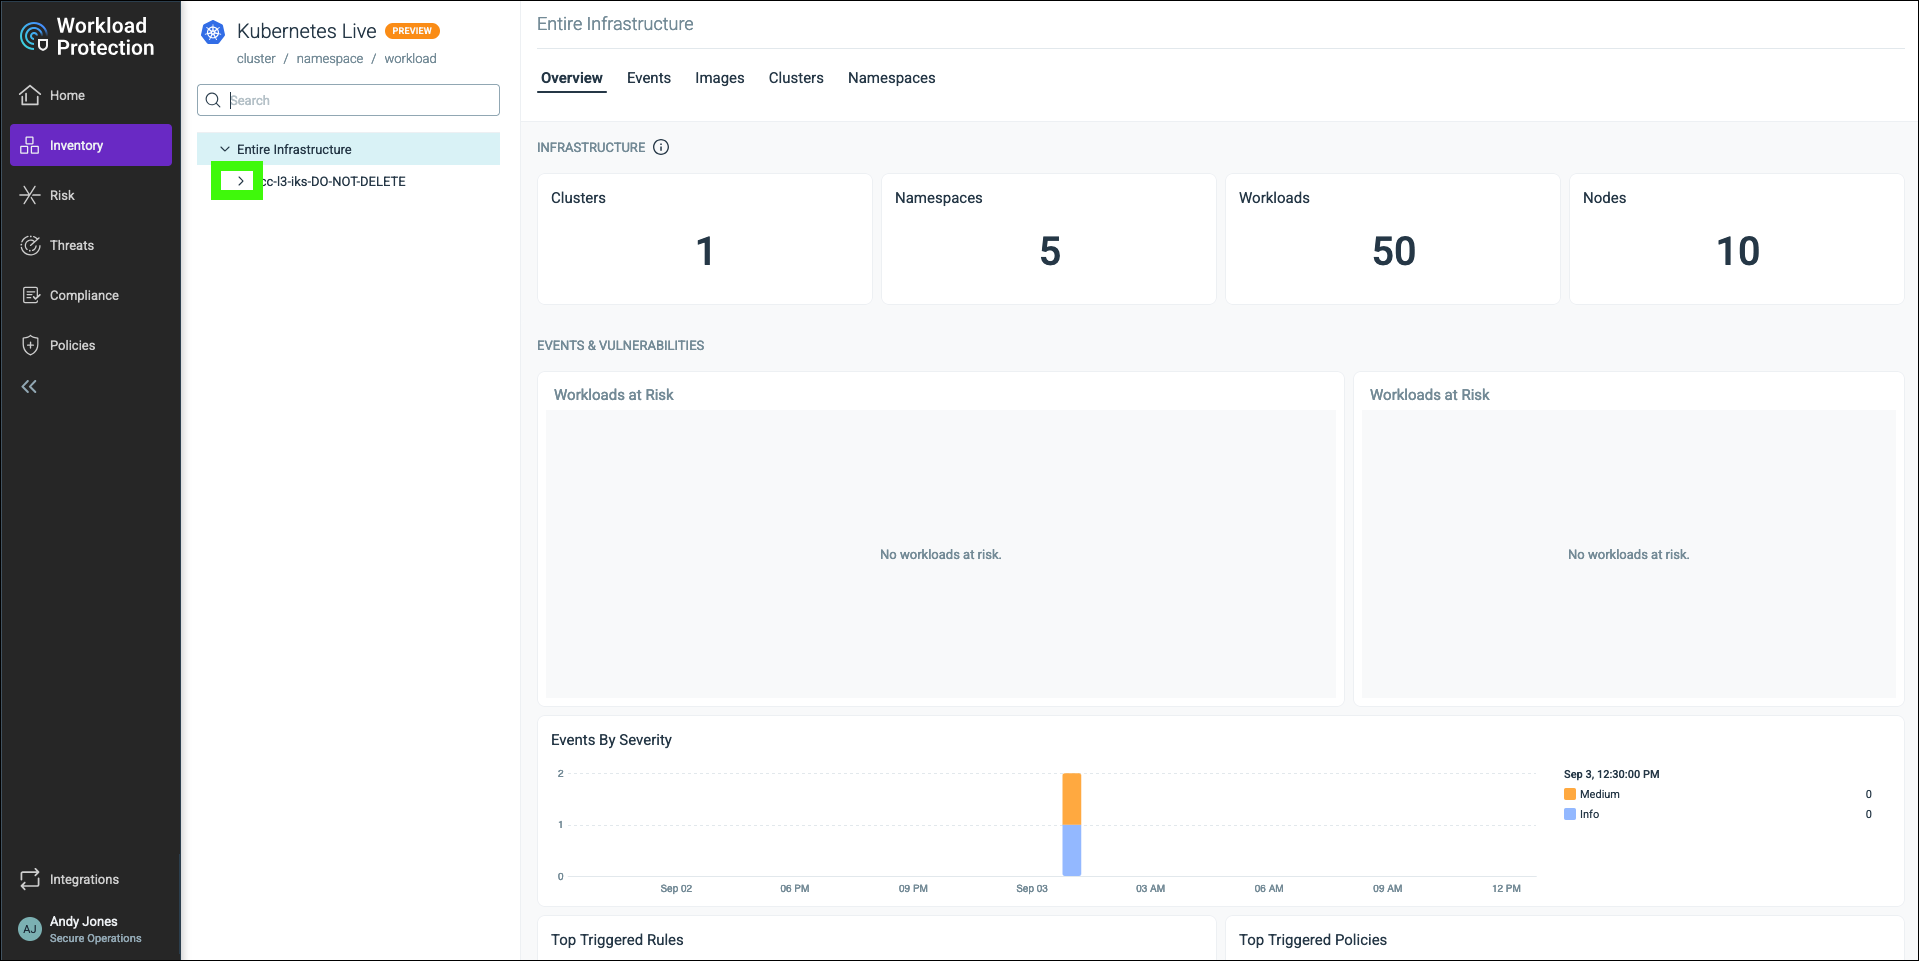 Workload
Protection
Home
Inventory
Risk
Threats
Compliance
Policies
Integrations
AJ
Andy Jones
Secure Operations
Kubernetes Live PREVIEW
cluster / namespace / workload
Search
Entire Infrastructure
cc-l3-iks-DO-NOT-DELETE
Entire Infrastructure
Overview Events Images Clusters Namespaces
INFRASTRUCTURE
Clusters
1
Namespaces
5
Workloads
50
Nodes
10
EVENTS & VULNERABILITIES
Workloads at Risk
No workloads at risk.
Workloads at Risk
No workloads at risk.
Events By Severity
2
1
0
Sep 02 06 PM 09 PM Sep 03 03 AM 06 AM 09 AM 12 PM
Sep 3, 12:30:00 PM
Medium 0
Info 0
Top Triggered Rules
Top Triggered Policies